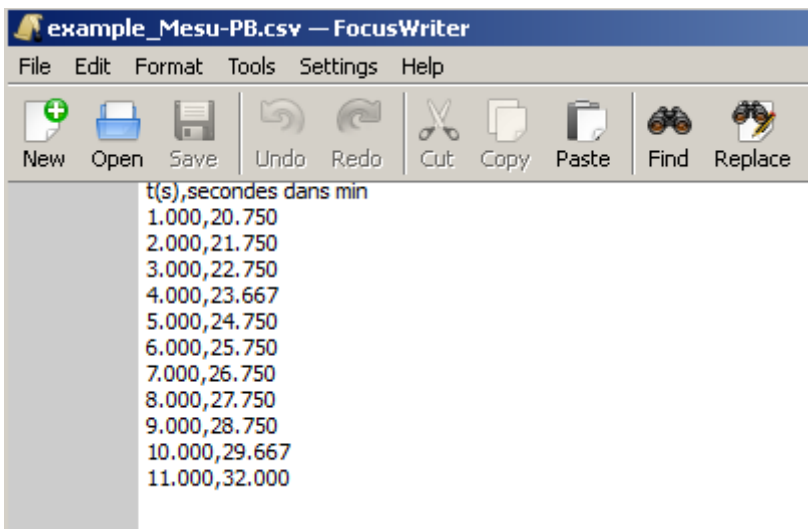 example_Mesu-PB.csv — FocusWriter
File Edit Format Tools Settings Help
New Open Save Undo Redo Cut Copy Paste Find Replace
t(s),secondes dans min
1.000,20.750
2.000,21.750
3.000,22.750
4.000,23.667
5.000,24.750
6.000,25.750
7.000,26.750
8.000,27.750
9.000,28.750
10.000,29.667
11.000,32.000